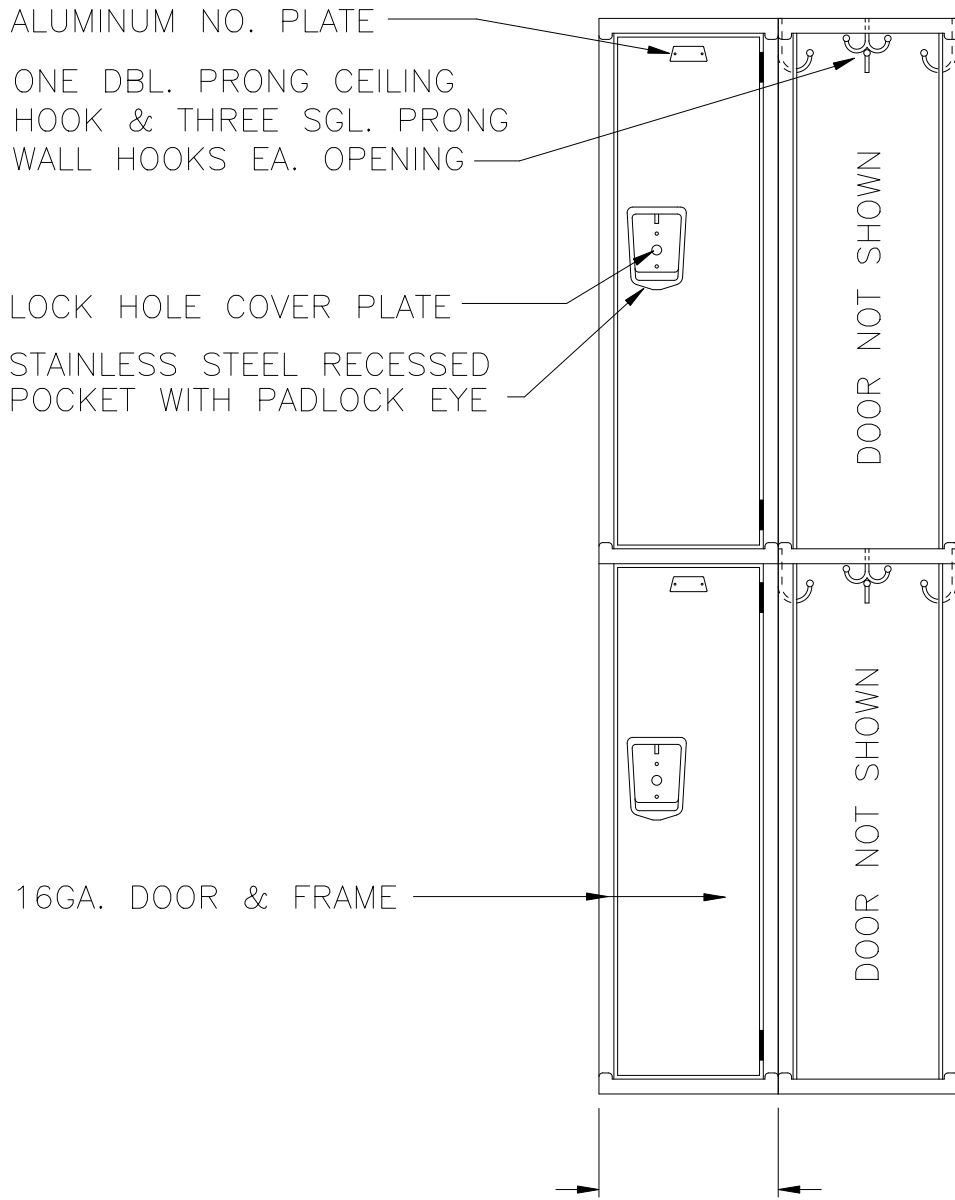 ALUMINUM NO. PLATE
ONE DBL. PRONG CEILING
HOOK & THREE SGL. PRONG
WALL HOOKS EA. OPENING
LOCK HOLE COVER PLATE
STAINLESS STEEL RECESSED
POCKET WITH PADLOCK EYE
16GA. DOOR & FRAME
DOOR NOT SHOWN
DOOR NOT SHOWN